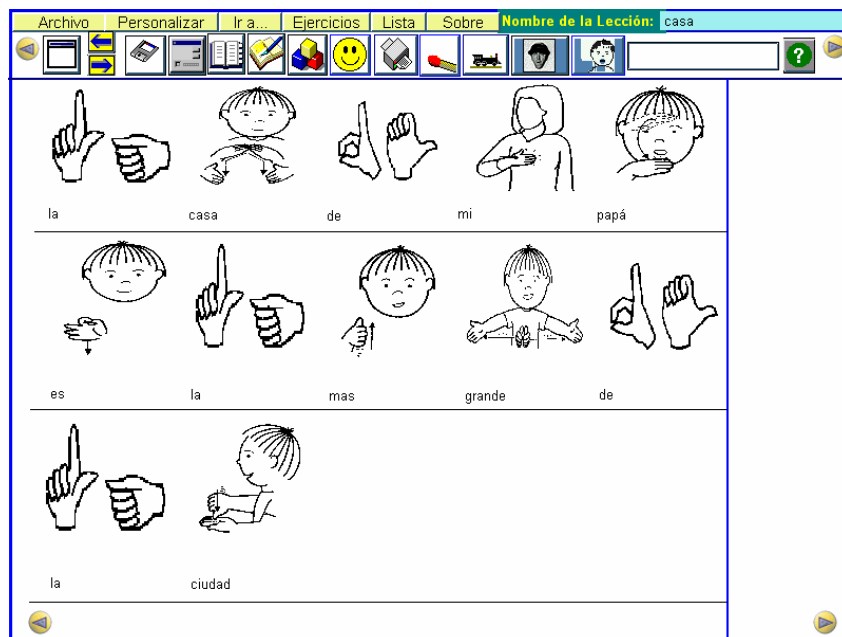 Archivo Personalizar Ir a... Ejercicios Lista Sobre Nombre de la Lección: casa
?
la casa de mi papá
es la mas grande de
la ciudad